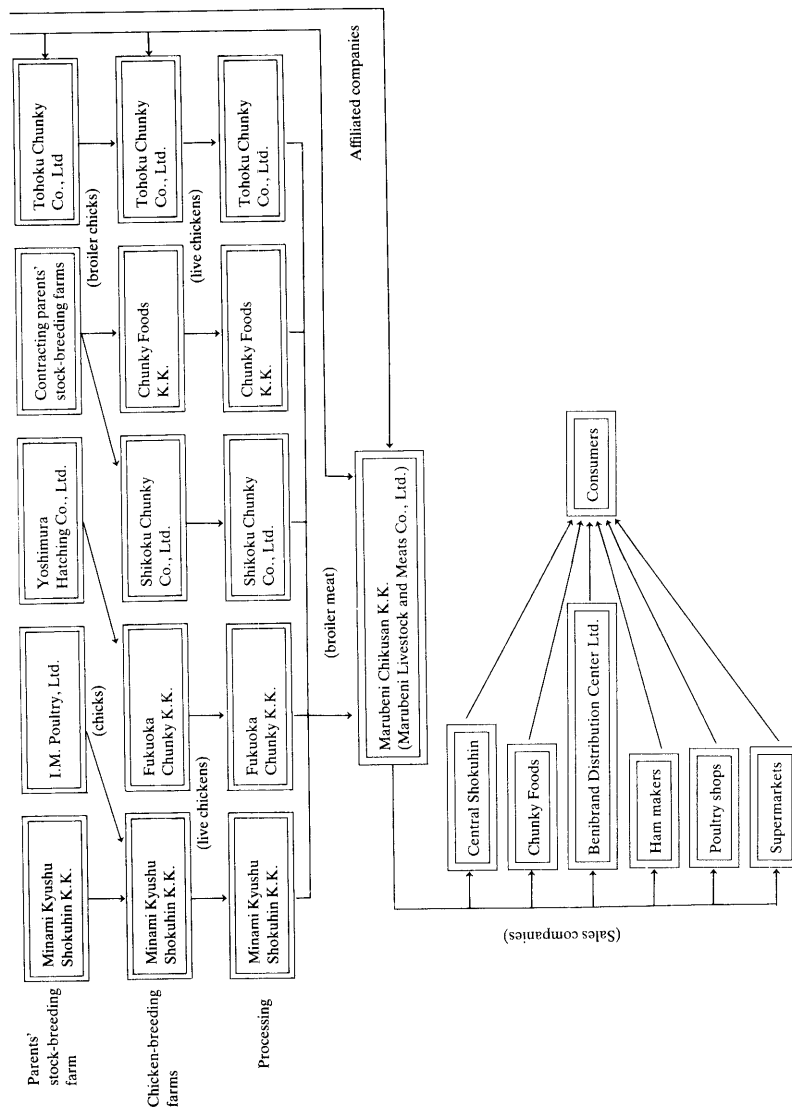 Parents'
stock-breeding
farm
Minami Kyushu
Shokuhin K.K.
I.M. Poultry, Ltd.
Yoshimura
Hatching Co., Ltd.
Contracting parents'
stock-breeding farms
Tohoku Chunky
Co., Ltd
(chicks)
(broiler chicks)
Chicken-breeding
farms
Minami Kyushu
Shokuhin K.K.
Fukuoka
Chunky K.K.
Shikoku Chunky
Co., Ltd.
Chunky Foods
K.K.
Tohoku Chunky
Co., Ltd.
(live chickens)
(live chickens)
Processing
Minami Kyushu
Shokuhin K.K.
Fukuoka
Chunky K.K.
Shikoku Chunky
Co., Ltd.
Chunky Foods
K.K.
Tohoku Chunky
Co., Ltd.
(broiler meat)
Affiliated companies
Marubeni Chikusan K.K.
(Marubeni Livestock and Meats Co., Ltd.)
(Sales companies)
Central Shokuhin
Chunky Foods
Benibrand Distribution Center Ltd.
Ham makers
Poultry shops
Supermarkets
Consumers